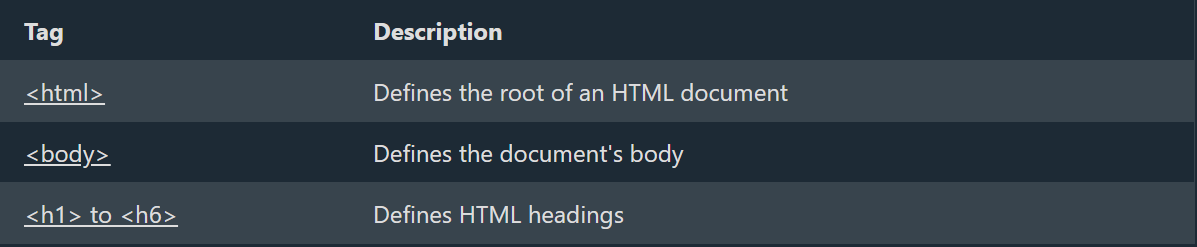 Tag Description
<html> Defines the root of an HTML document
<body> Defines the document's body
<h1> to <h6> Defines HTML headings